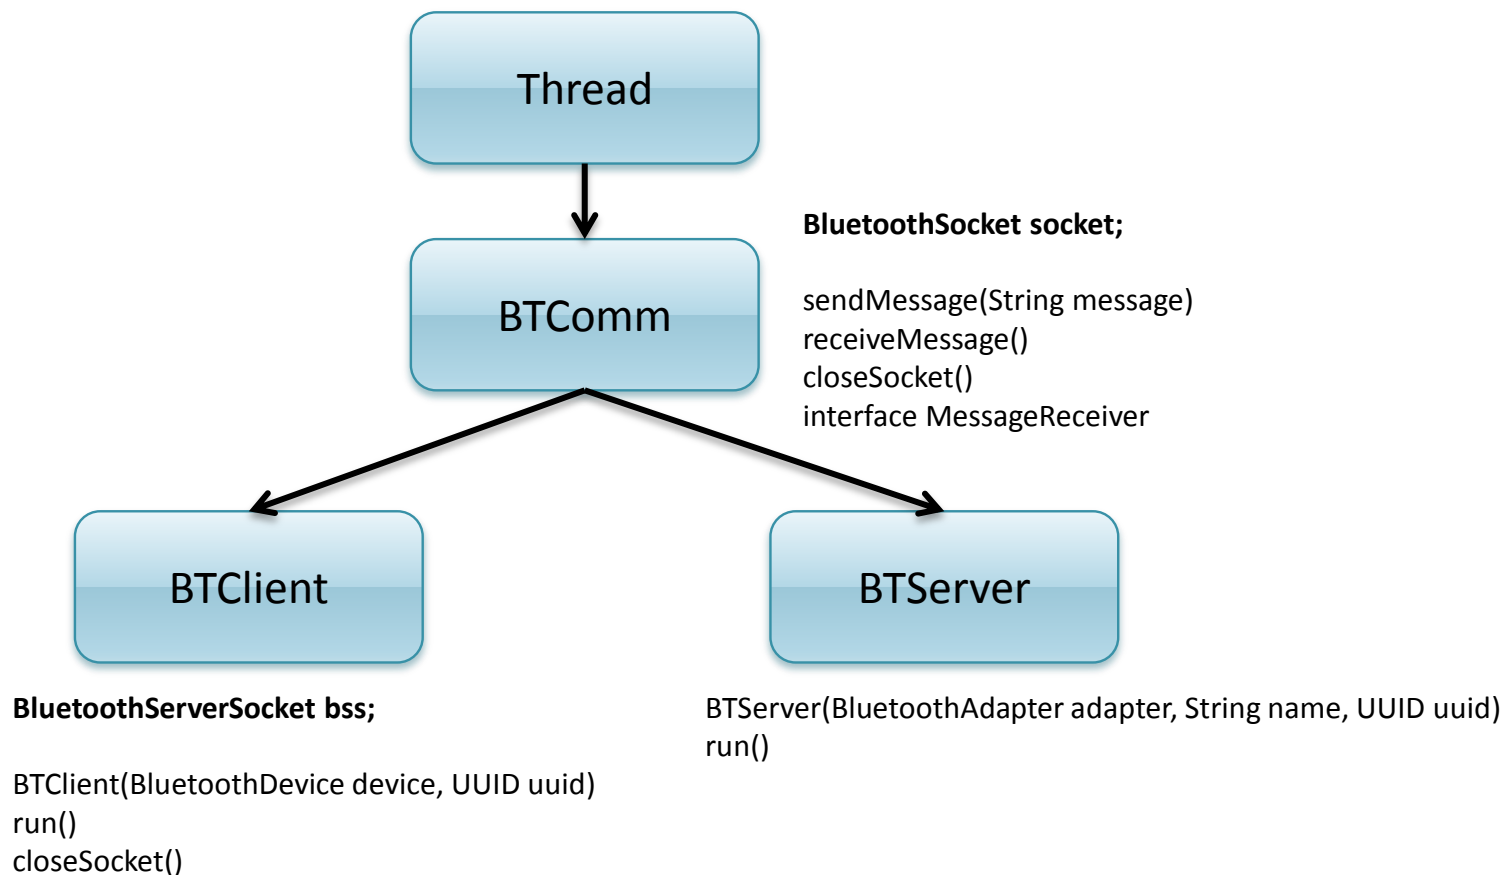 Thread
BTComm
BluetoothSocket socket;
sendMessage(String message)
receiveMessage()
closeSocket()
interface MessageReceiver
BTClient
BTServer
BluetoothServerSocket bss;
BTClient(BluetoothDevice device, UUID uuid)
run()
closeSocket()
BTServer(BluetoothAdapter adapter, String name, UUID uuid)
run()